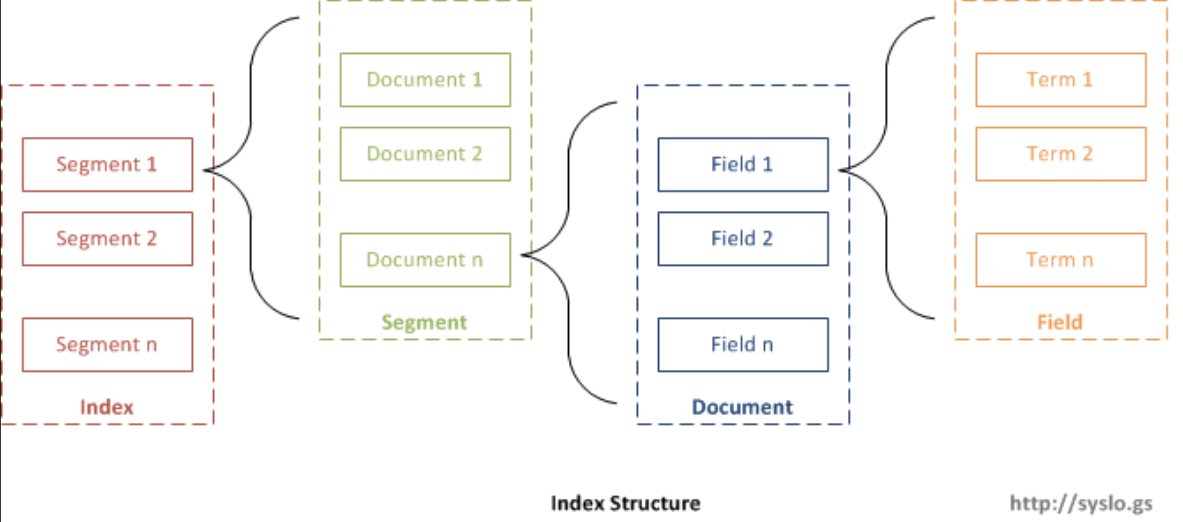 Segment 1
Segment 2
Segment n
Index
Document 1
Document 2
Document n
Segment
Field 1
Field 2
Field n
Document
Term 1
Term 2
Term n
Field
Index Structure
http://syslo.gs